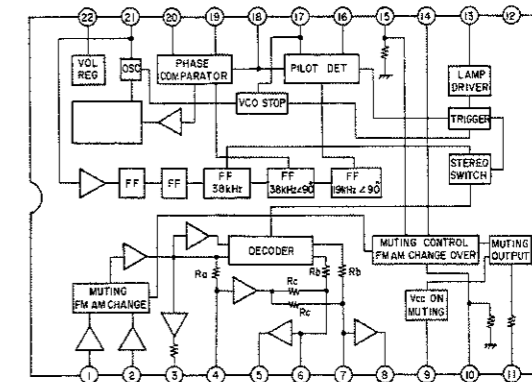 22 21 20 19 18 17 16 15 14 13 12
VOL
REG
OSC
PHASE
COMPARATOR
PILOT DET
VCO STOP
LAMP
DRIVER
TRIGGER
STEREO
SWITCH
FF
FF
FF
38kHz
FF
38kHz∠90°
FF
19kHz∠90°
DECODER
MUTING
FM AM CHANGE
Ra
Rb
Rb
Rc
Rc
MUTING CONTROL
FM AM CHANGE OVER
MUTING
OUTPUT
Vcc ON
MUTING
1 2 3 4 5 6 7 8 9 10 11